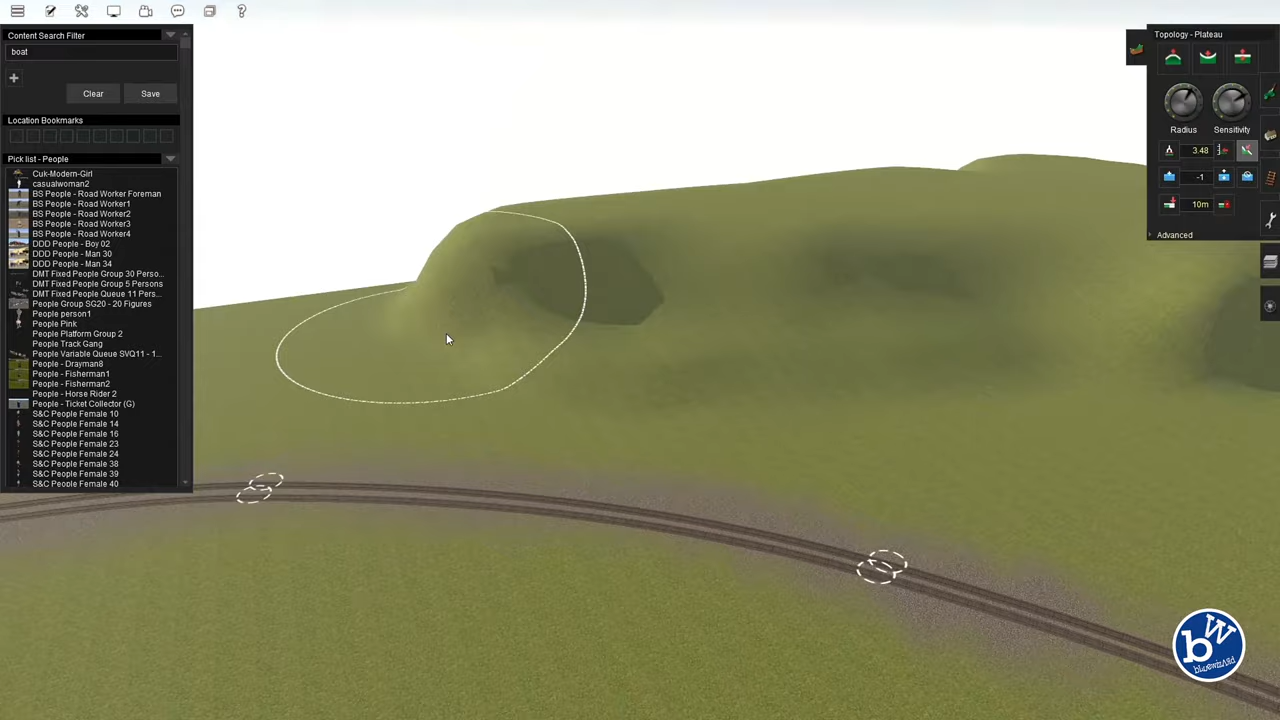 Content Search Filter
boat
Clear
Save
Location Bookmarks
Pick list - People
Cuk-Modern-Girl
casualwoman2
BS People - Road Worker Foreman
BS People - Road Worker1
BS People - Road Worker2
BS People - Road Worker3
BS People - Road Worker4
DDD People - Boy 02
DDD People - Man 30
DDD People - Man 34
DMT Fixed People Group 30 Perso...
DMT Fixed People Group 5 Persons
DMT Fixed People Queue 11 Pers...
People Group SG20 - 20 Figures
People person1
People Pink
People Platform Group 2
People Track Gang
People Variable Queue SVQ11 - 1...
People - Drayman8
People - Fisherman1
People - Fisherman2
People - Horse Rider 2
People - Ticket Collector (G)
S&C People Female 10
S&C People Female 14
S&C People Female 16
S&C People Female 23
S&C People Female 24
S&C People Female 38
S&C People Female 39
S&C People Female 40
Topology - Plateau
Radius
Sensitivity
3.48
-1
10m
Advanced
bW
bluewizard